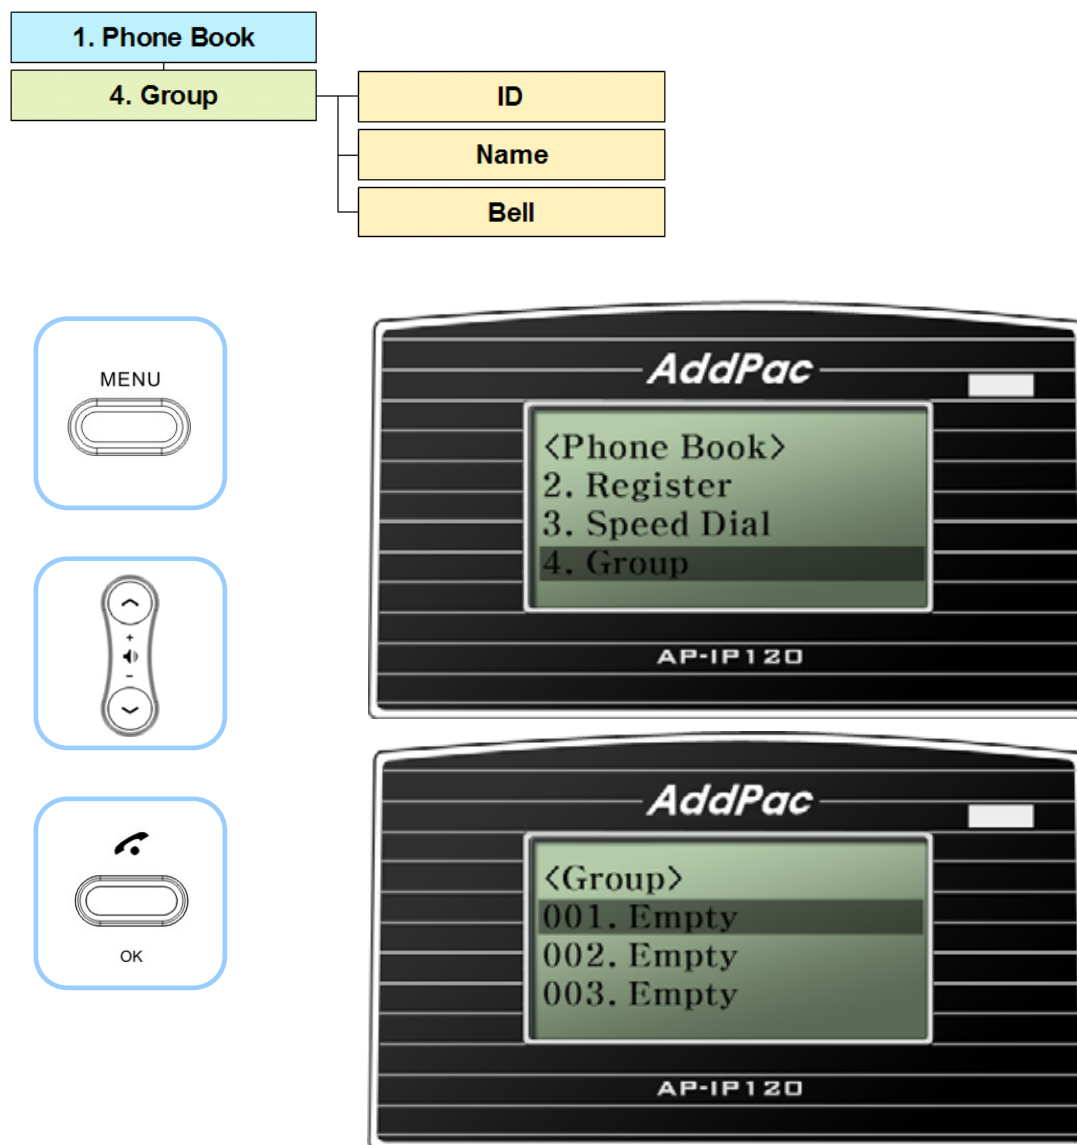 1. Phone Book
4. Group
ID
Name
Bell
MENU
+
-
OK
AddPac
<Phone Book>
2. Register
3. Speed Dial
4. Group
AP-IP120
AddPac
<Group>
001. Empty
002. Empty
003. Empty
AP-IP120